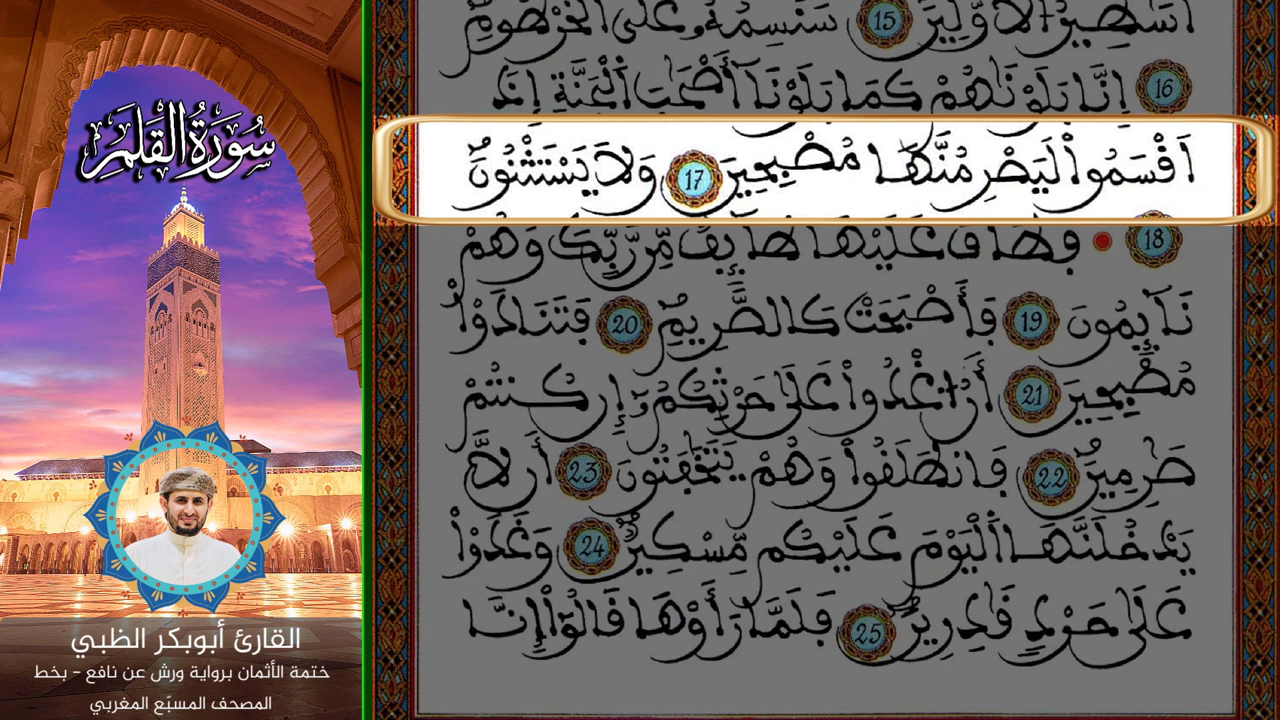 سُورَةُ القَلَمِ
القارئ أبوبكر الظبي
ختمة الأثمان برواية ورش عن نافع - بخط
المصحف المسبّع المغربي
أَسَٰطِيرُ الَاوَّلِينَ 15 سَنَسِمُهُۥ عَلَى الْخُرْطُومِ
16 إِنَّا بَلَوْنَٰهُمْ كَمَا بَلَوْنَآ أَصْحَٰبَ الْجَنَّةِ إِذَ
اَقْسَمُواْ لَيَصْرِمُنَّهَا مُصْبِحِينَ 17 وَلَا يَسْتَثْنُونَ
18 فَطَافَ عَلَيْهَا طَآئِفٌ مِّن رَّبِّكَ وَهُمْ
نَآئِمُونَ 19 فَأَصْبَحَتْ كَالصَّرِيمِ 20 فَتَنَادَوْاْ
مُصْبِحِينَ 21 أَنُ اغْدُواْ عَلَىٰ حَرْثِكُمُۥٓ إِن كُنتُمْ
صَٰرِمِينَ 22 فَانطَلَقُواْ وَهُمْ يَتَخَٰفَتُونَ 23 أَن لَّا
يَدْخُلَنَّهَا الْيَوْمَ عَلَيْكُم مِّسْكِينٌ 24 وَغَدَوْاْ
عَلَىٰ حَرْدٍ قَٰدِرِينَ 25 فَلَمَّا رَأَوْهَا قَالُوٓاْ إِنَّا